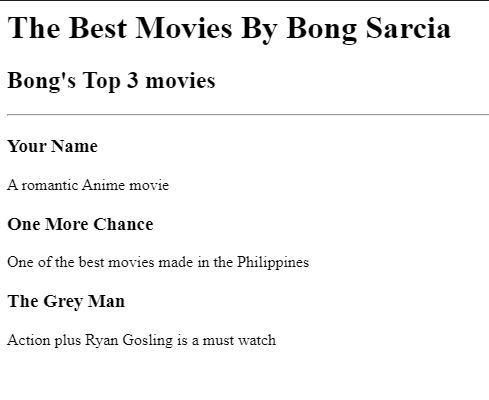 The Best Movies By Bong Sarcia
Bong's Top 3 movies
Your Name
A romantic Anime movie
One More Chance
One of the best movies made in the Philippines
The Grey Man
Action plus Ryan Gosling is a must watch